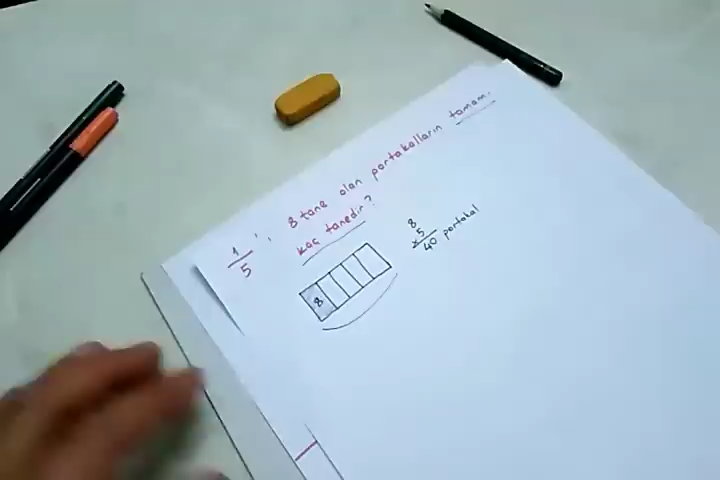 1/5 'i 8 tane olan portakalların tamamı
kaç tanedir?
8
8
x 5
40 portakal